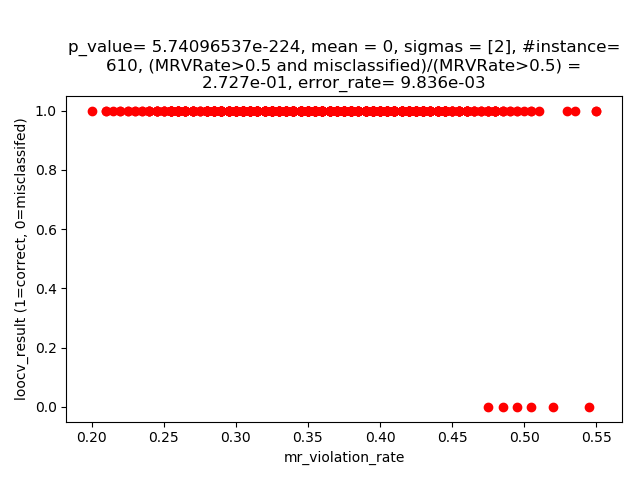 p_value= 5.74096537e-224, mean = 0, sigmas = [2], #instance=
610, (MRVRate>0.5 and misclassified)/(MRVRate>0.5) =
2.727e-01, error_rate= 9.836e-03
loocv_result (1=correct, 0=misclassifed)
1.0
0.8
0.6
0.4
0.2
0.0
0.20 0.25 0.30 0.35 0.40 0.45 0.50 0.55
mr_violation_rate